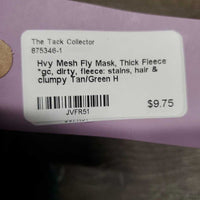 The Tack Collector
875346-1
Hvy Mesh Fly Mask, Thick Fleece
*gc, dirty, fleece: stains, hair &
clumpy Tan/Green H
$9.75
JVFR51